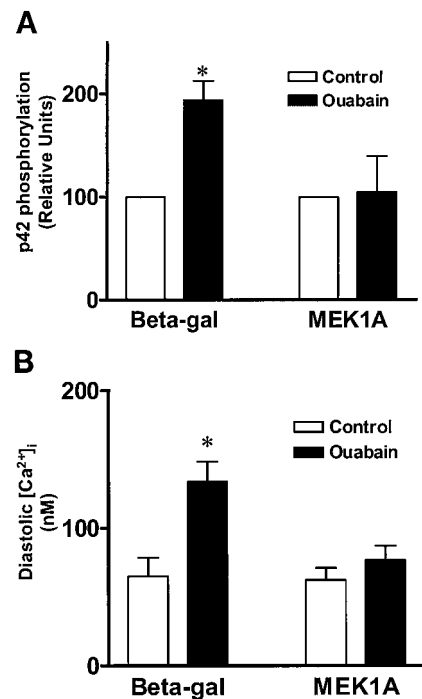 A
p42 phosphorylation
(Relative Units)
200
100
0
*
Control
Ouabain
Beta-gal
MEK1A
B
Diastolic [Ca²⁺]i
(nM)
200
100
0
*
Control
Ouabain
Beta-gal
MEK1A